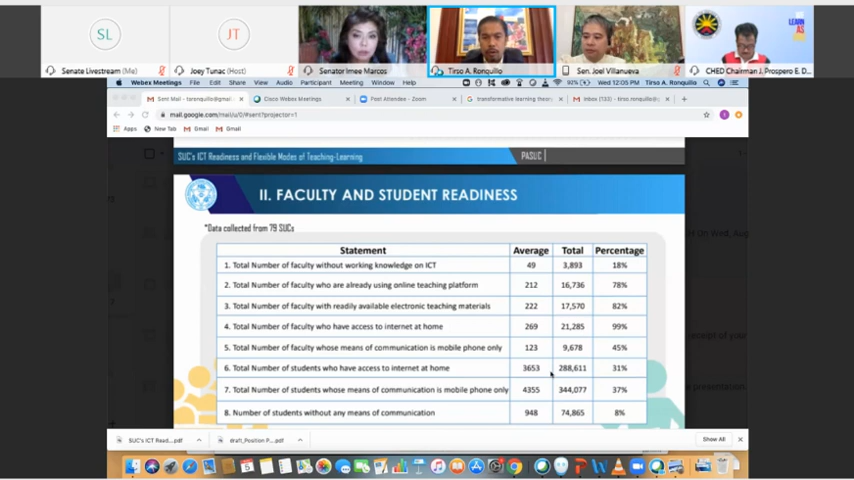 SL
JT
LEARN
AS
Senate Livestream (Me)
Joey Tunac (Host)
Senator Imee Marcos
Tirso A. Ronquillo
Sen. Joel Villanueva
CHED Chairman J. Prospero E. D...
Webex Meetings File Edit Share View Audio Participant Meeting Window Help
92% Wed 12:05 PM Tirso A. Ronquillo
Cisco Webex Meetings
Post Attendee - Zoom
transformative learning theor
mail.google.com/mail/u/0/#sent?projector=1
Apps New Tab Gmail Gmail
SUC's ICT Readiness and Flexible Modes of Teaching-Learning
PASUC |
II. FACULTY AND STUDENT READINESS
*Data collected from 79 SUCs
Statement Average Total Percentage
1. Total Number of faculty without working knowledge on ICT 49 3,893 18%
2. Total Number of faculty who are already using online teaching platform 212 16,736 78%
3. Total Number of faculty with readily available electronic teaching materials 222 17,570 82%
4. Total Number of faculty who have access to internet at home 269 21,285 99%
5. Total Number of faculty whose means of communication is mobile phone only 123 9,678 45%
6. Total Number of students who have access to internet at home 3653 288,611 31%
7. Total Number of students whose means of communication is mobile phone only 4355 344,077 37%
8. Number of students without any means of communication 948 74,865 8%
SUC's ICT Read....pdf
draft_Position P...pdf
Show All